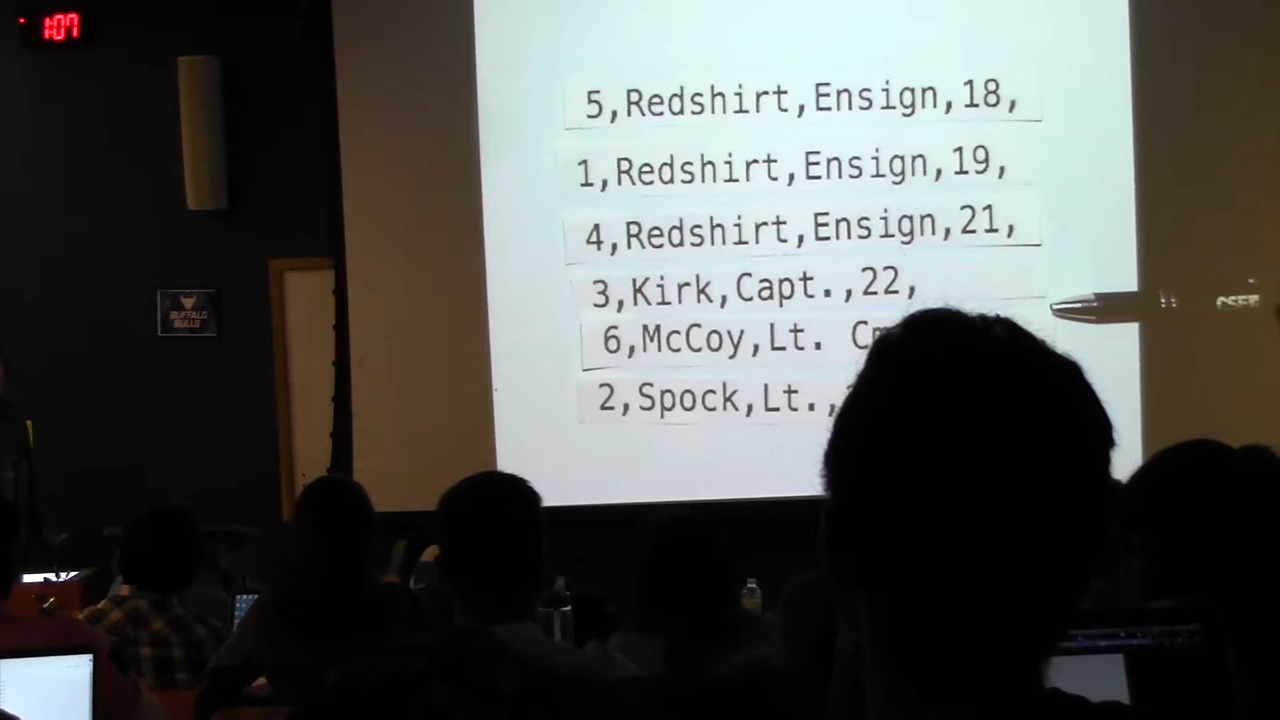 1:07
5,Redshirt,Ensign,18,
1,Redshirt,Ensign,19,
4,Redshirt,Ensign,21,
3,Kirk,Capt.,22,
6,McCoy,Lt.
2,Spock,Lt.,
BUFFALO
BULLS